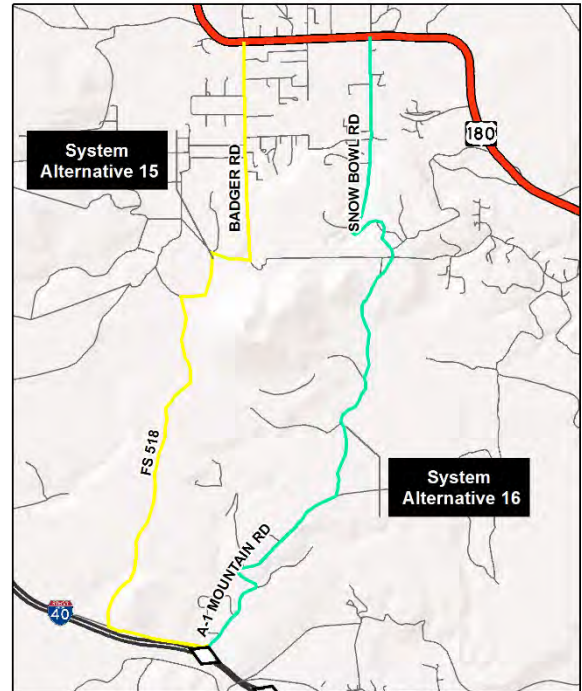 180
SNOW BOWL RD
BADGER RD
System
Alternative 15
FS 518
System
Alternative 16
A-1 MOUNTAIN RD
40